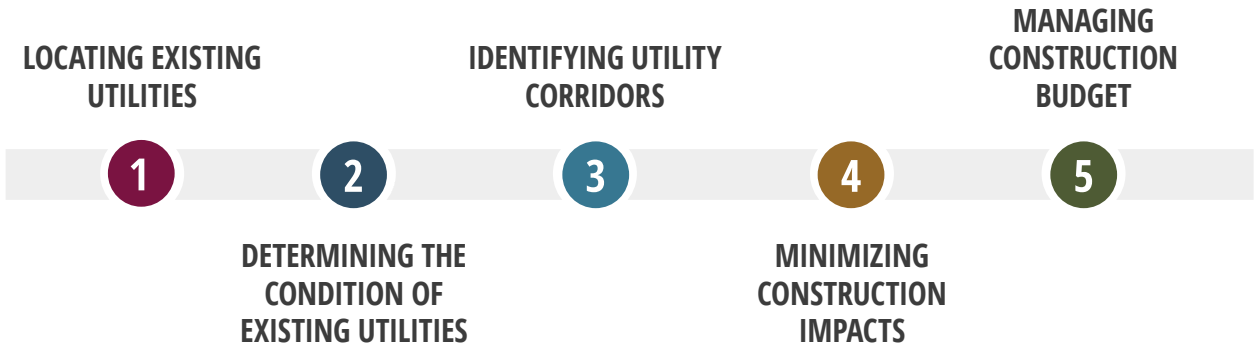 LOCATING EXISTING
UTILITIES
1
DETERMINING THE
CONDITION OF
EXISTING UTILITIES
2
IDENTIFYING UTILITY
CORRIDORS
3
MINIMIZING
CONSTRUCTION
IMPACTS
4
MANAGING
CONSTRUCTION
BUDGET
5